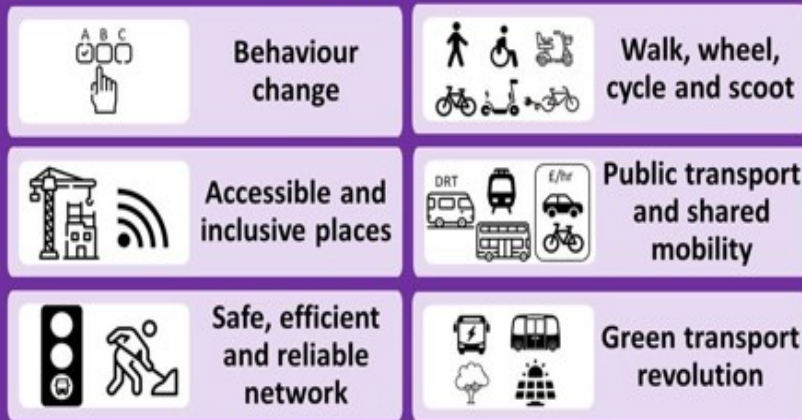 A B C
Behaviour
change
Walk, wheel,
cycle and scoot
Accessible and
inclusive places
DRT
£/hr
Public transport
and shared
mobility
Safe, efficient
and reliable
network
Green transport
revolution